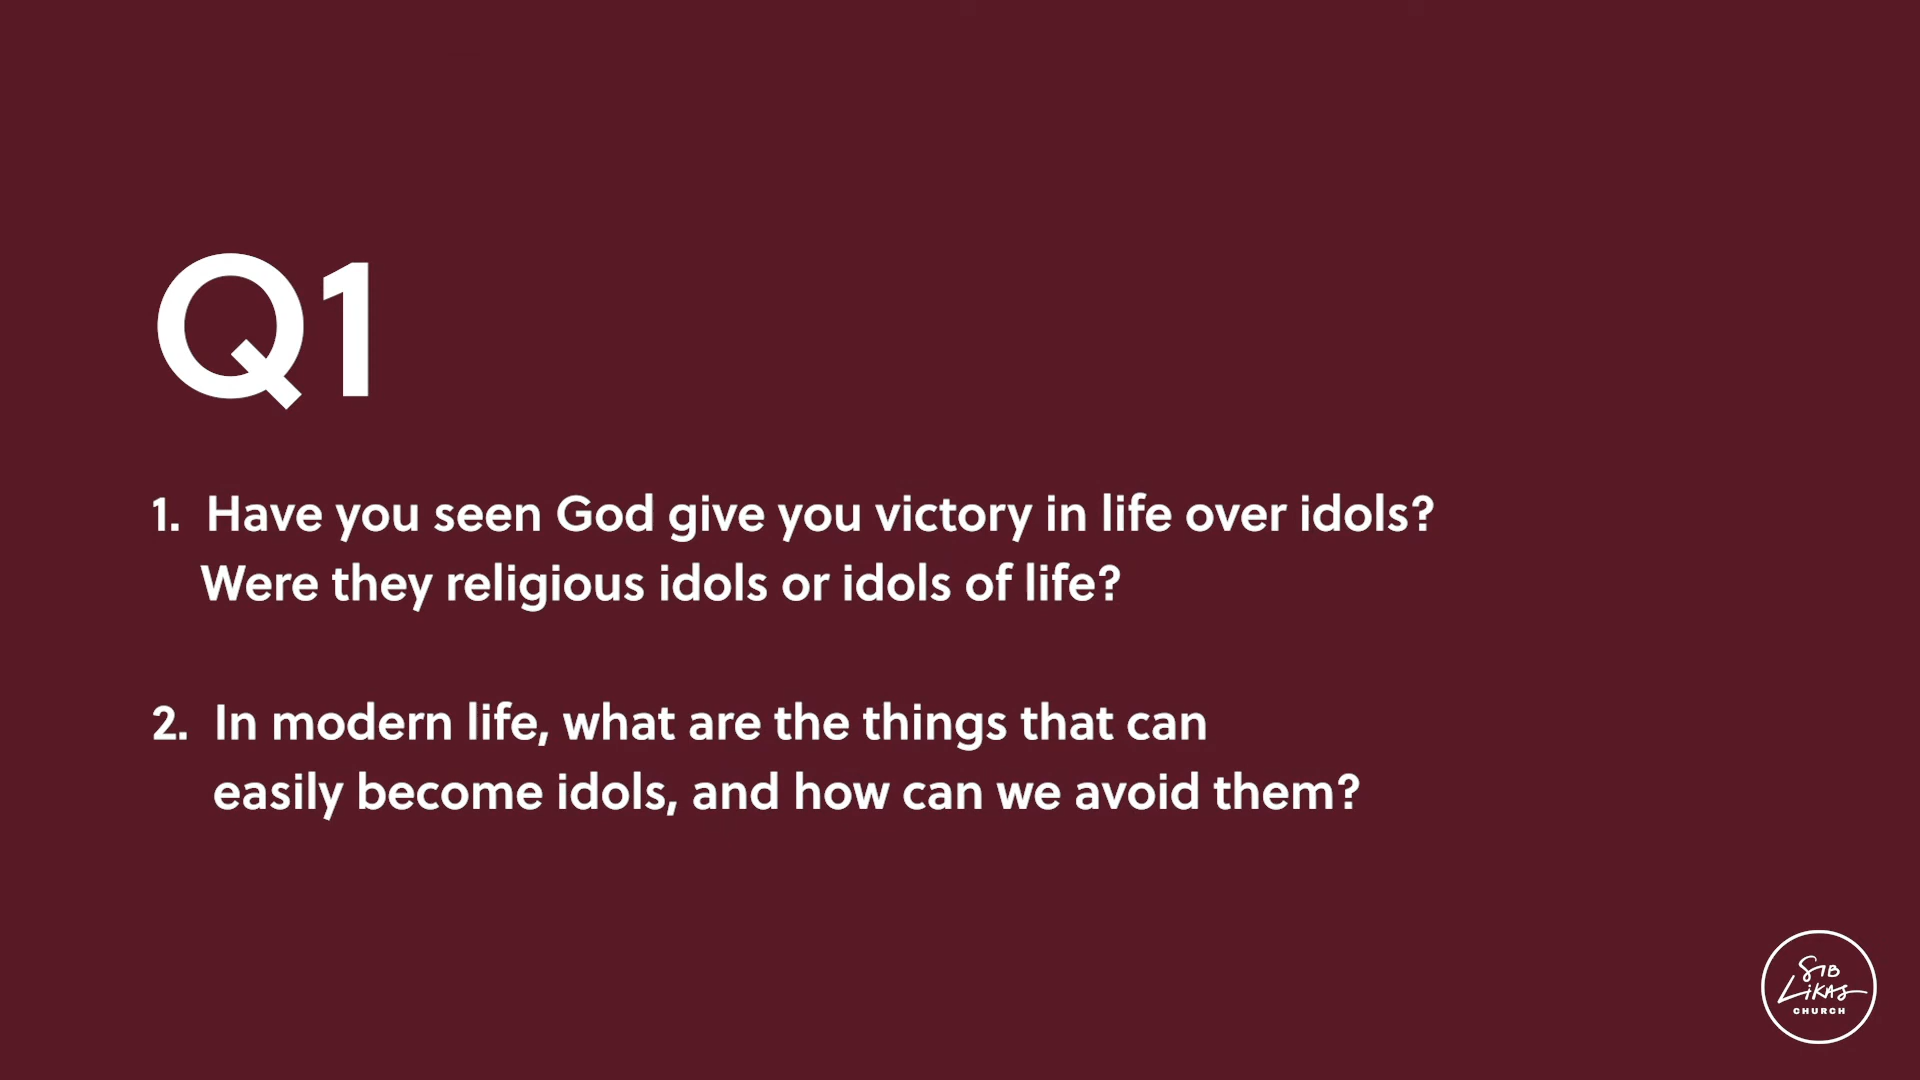 Q1
1. Have you seen God give you victory in life over idols?
Were they religious idols or idols of life?
2. In modern life, what are the things that can
easily become idols, and how can we avoid them?
SIB
LIKAS
CHURCH